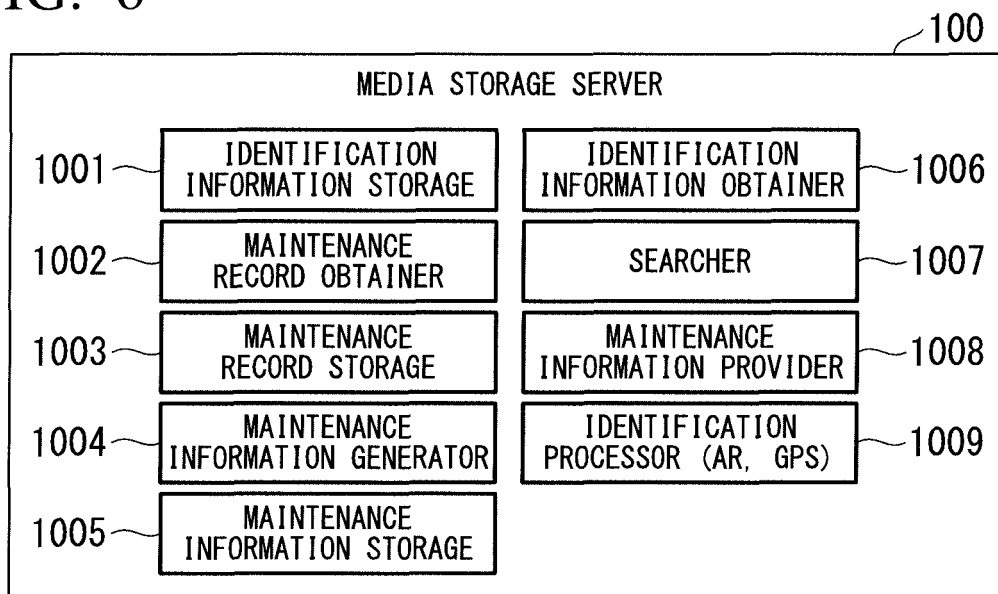 100
MEDIA STORAGE SERVER
1001
IDENTIFICATION
INFORMATION STORAGE
1002
MAINTENANCE
RECORD OBTAINER
1003
MAINTENANCE
RECORD STORAGE
1004
MAINTENANCE
INFORMATION GENERATOR
1005
MAINTENANCE
INFORMATION STORAGE
IDENTIFICATION
INFORMATION OBTAINER
1006
SEARCHER
1007
MAINTENANCE
INFORMATION PROVIDER
1008
IDENTIFICATION
PROCESSOR (AR, GPS)
1009